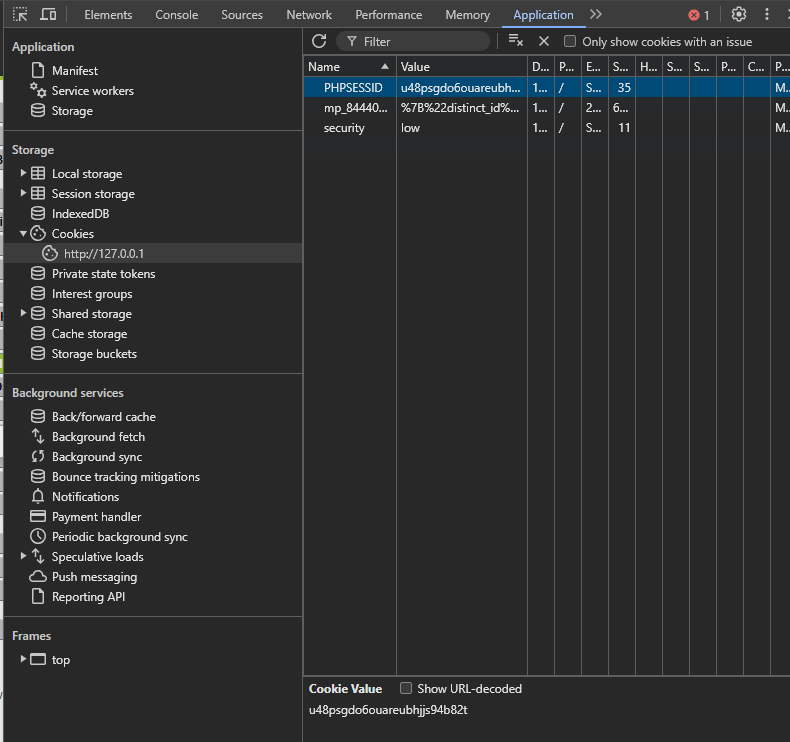 Elements Console Sources Network Performance Memory Application 1
Application
Manifest
Service workers
Storage
Storage
Local storage
Session storage
IndexedDB
Cookies
http://127.0.0.1
Private state tokens
Interest groups
Shared storage
Cache storage
Storage buckets
Background services
Back/forward cache
Background fetch
Background sync
Bounce tracking mitigations
Notifications
Payment handler
Periodic background sync
Speculative loads
Push messaging
Reporting API
Frames
top
Filter Only show cookies with an issue
Name Value D... P... E... S... H... S... S... P... C... P...
PHPSESSID u48psgdo6ouareubh... 1... / S... 35 M...
mp_84440... %7B%22distinct_id%... 1... / 2... 6... M...
security low 1... / S... 11 M...
Cookie Value Show URL-decoded
u48psgdo6ouareubhjjs94b82t